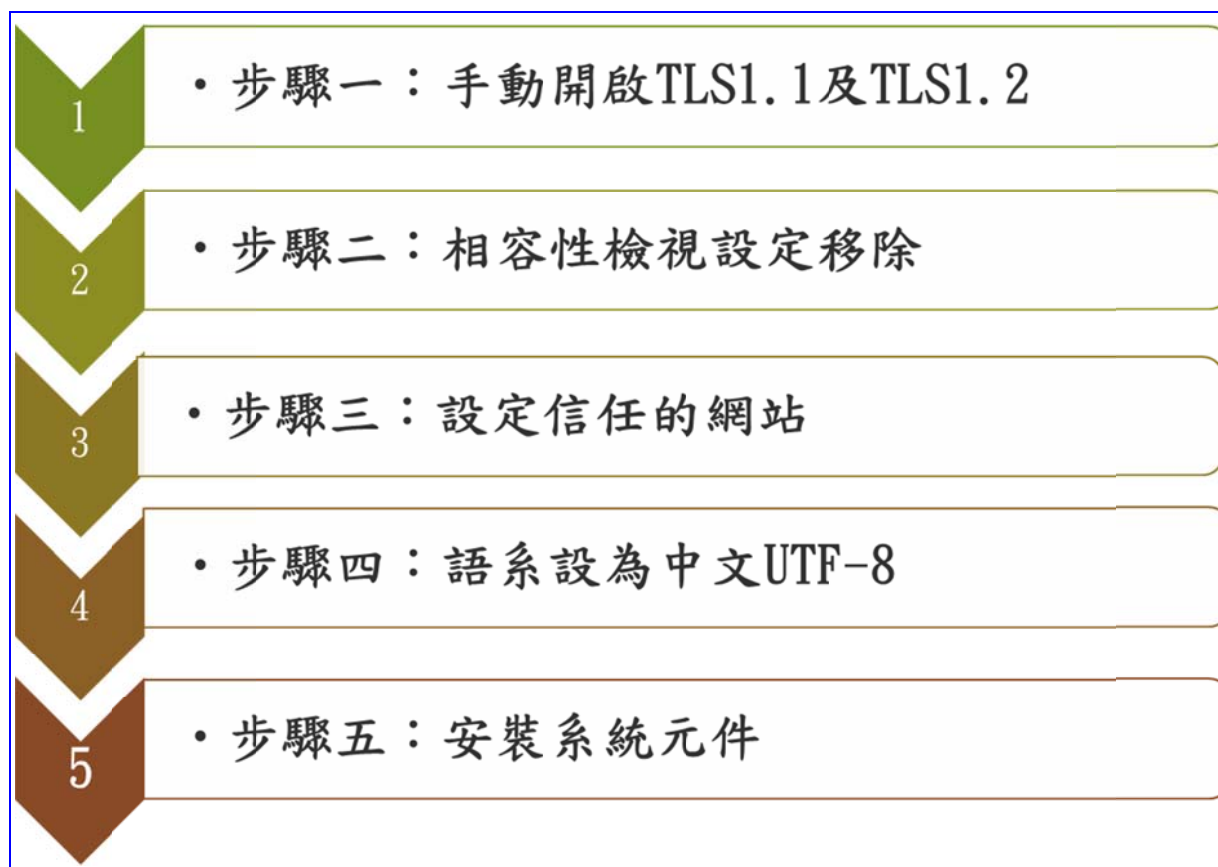 1
• 步驟一：手動開啟TLS1.1及TLS1.2
2
• 步驟二：相容性檢視設定移除
3
• 步驟三：設定信任的網站
4
• 步驟四：語系設為中文UTF-8
5
• 步驟五：安裝系統元件